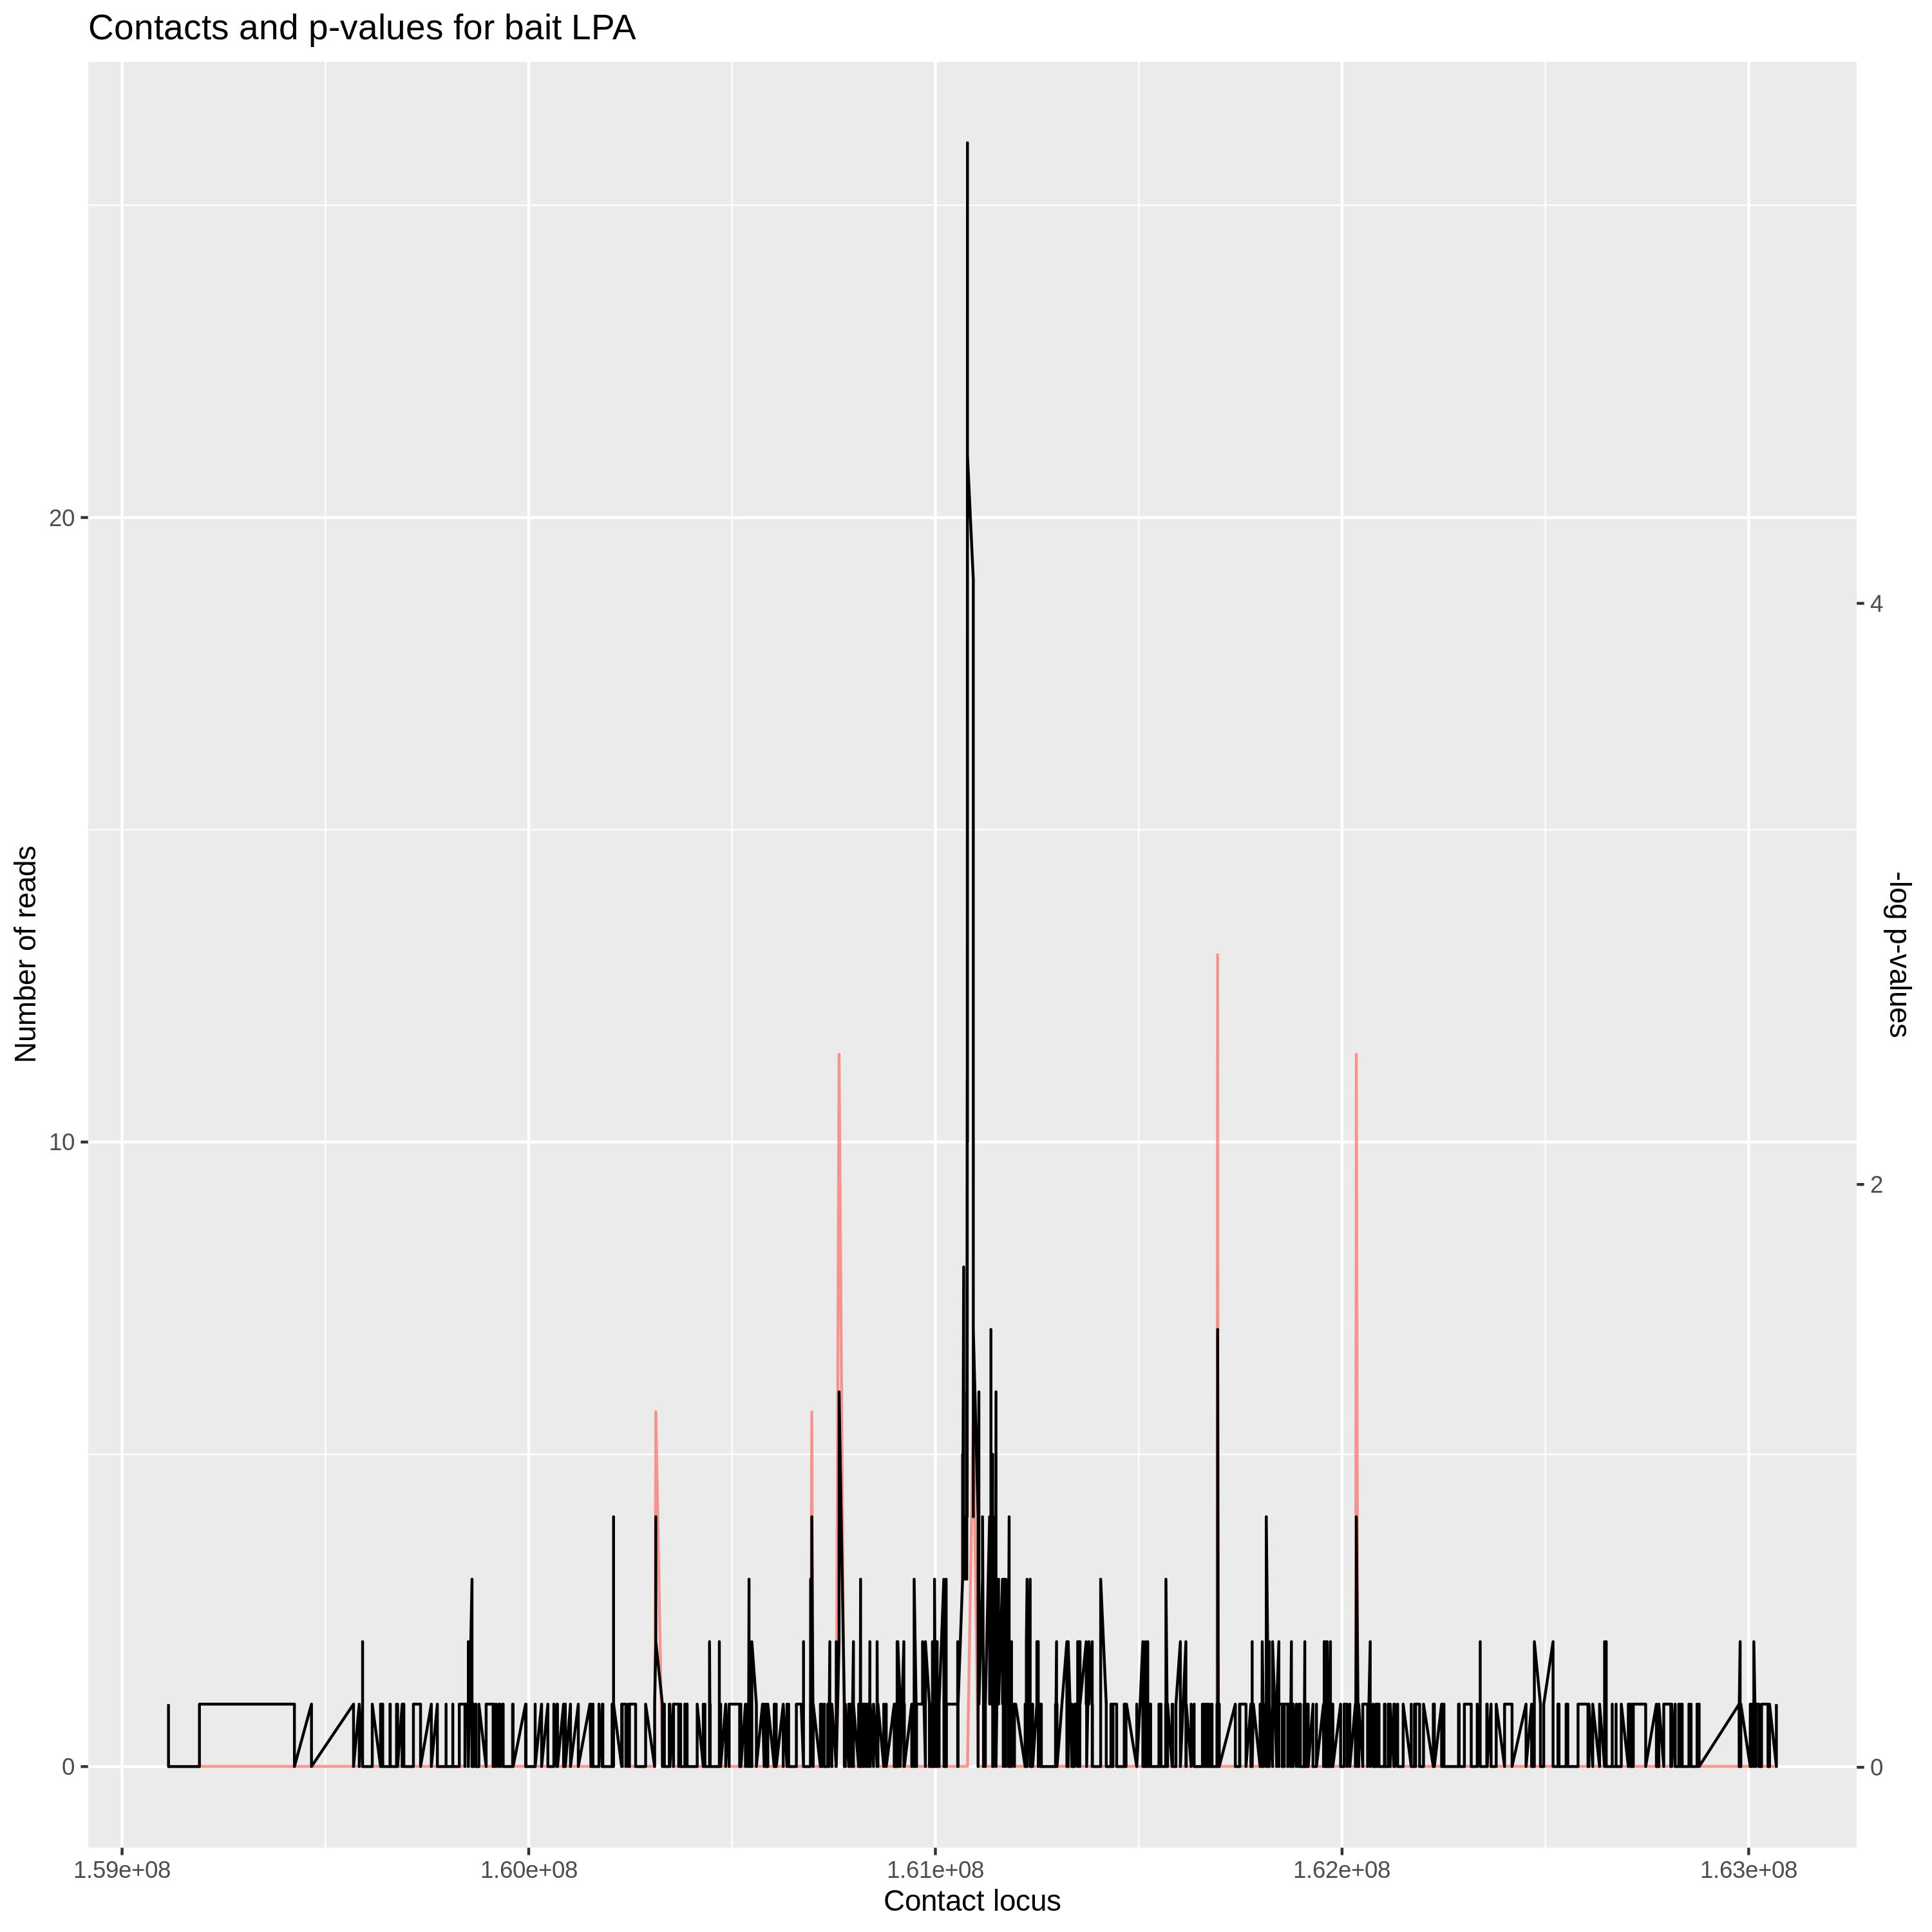 Contacts and p-values for bait LPA
Number of reads
20
10
0
-log p-values
4
2
0
1.59e+08
1.60e+08
1.61e+08
1.62e+08
1.63e+08
Contact locus